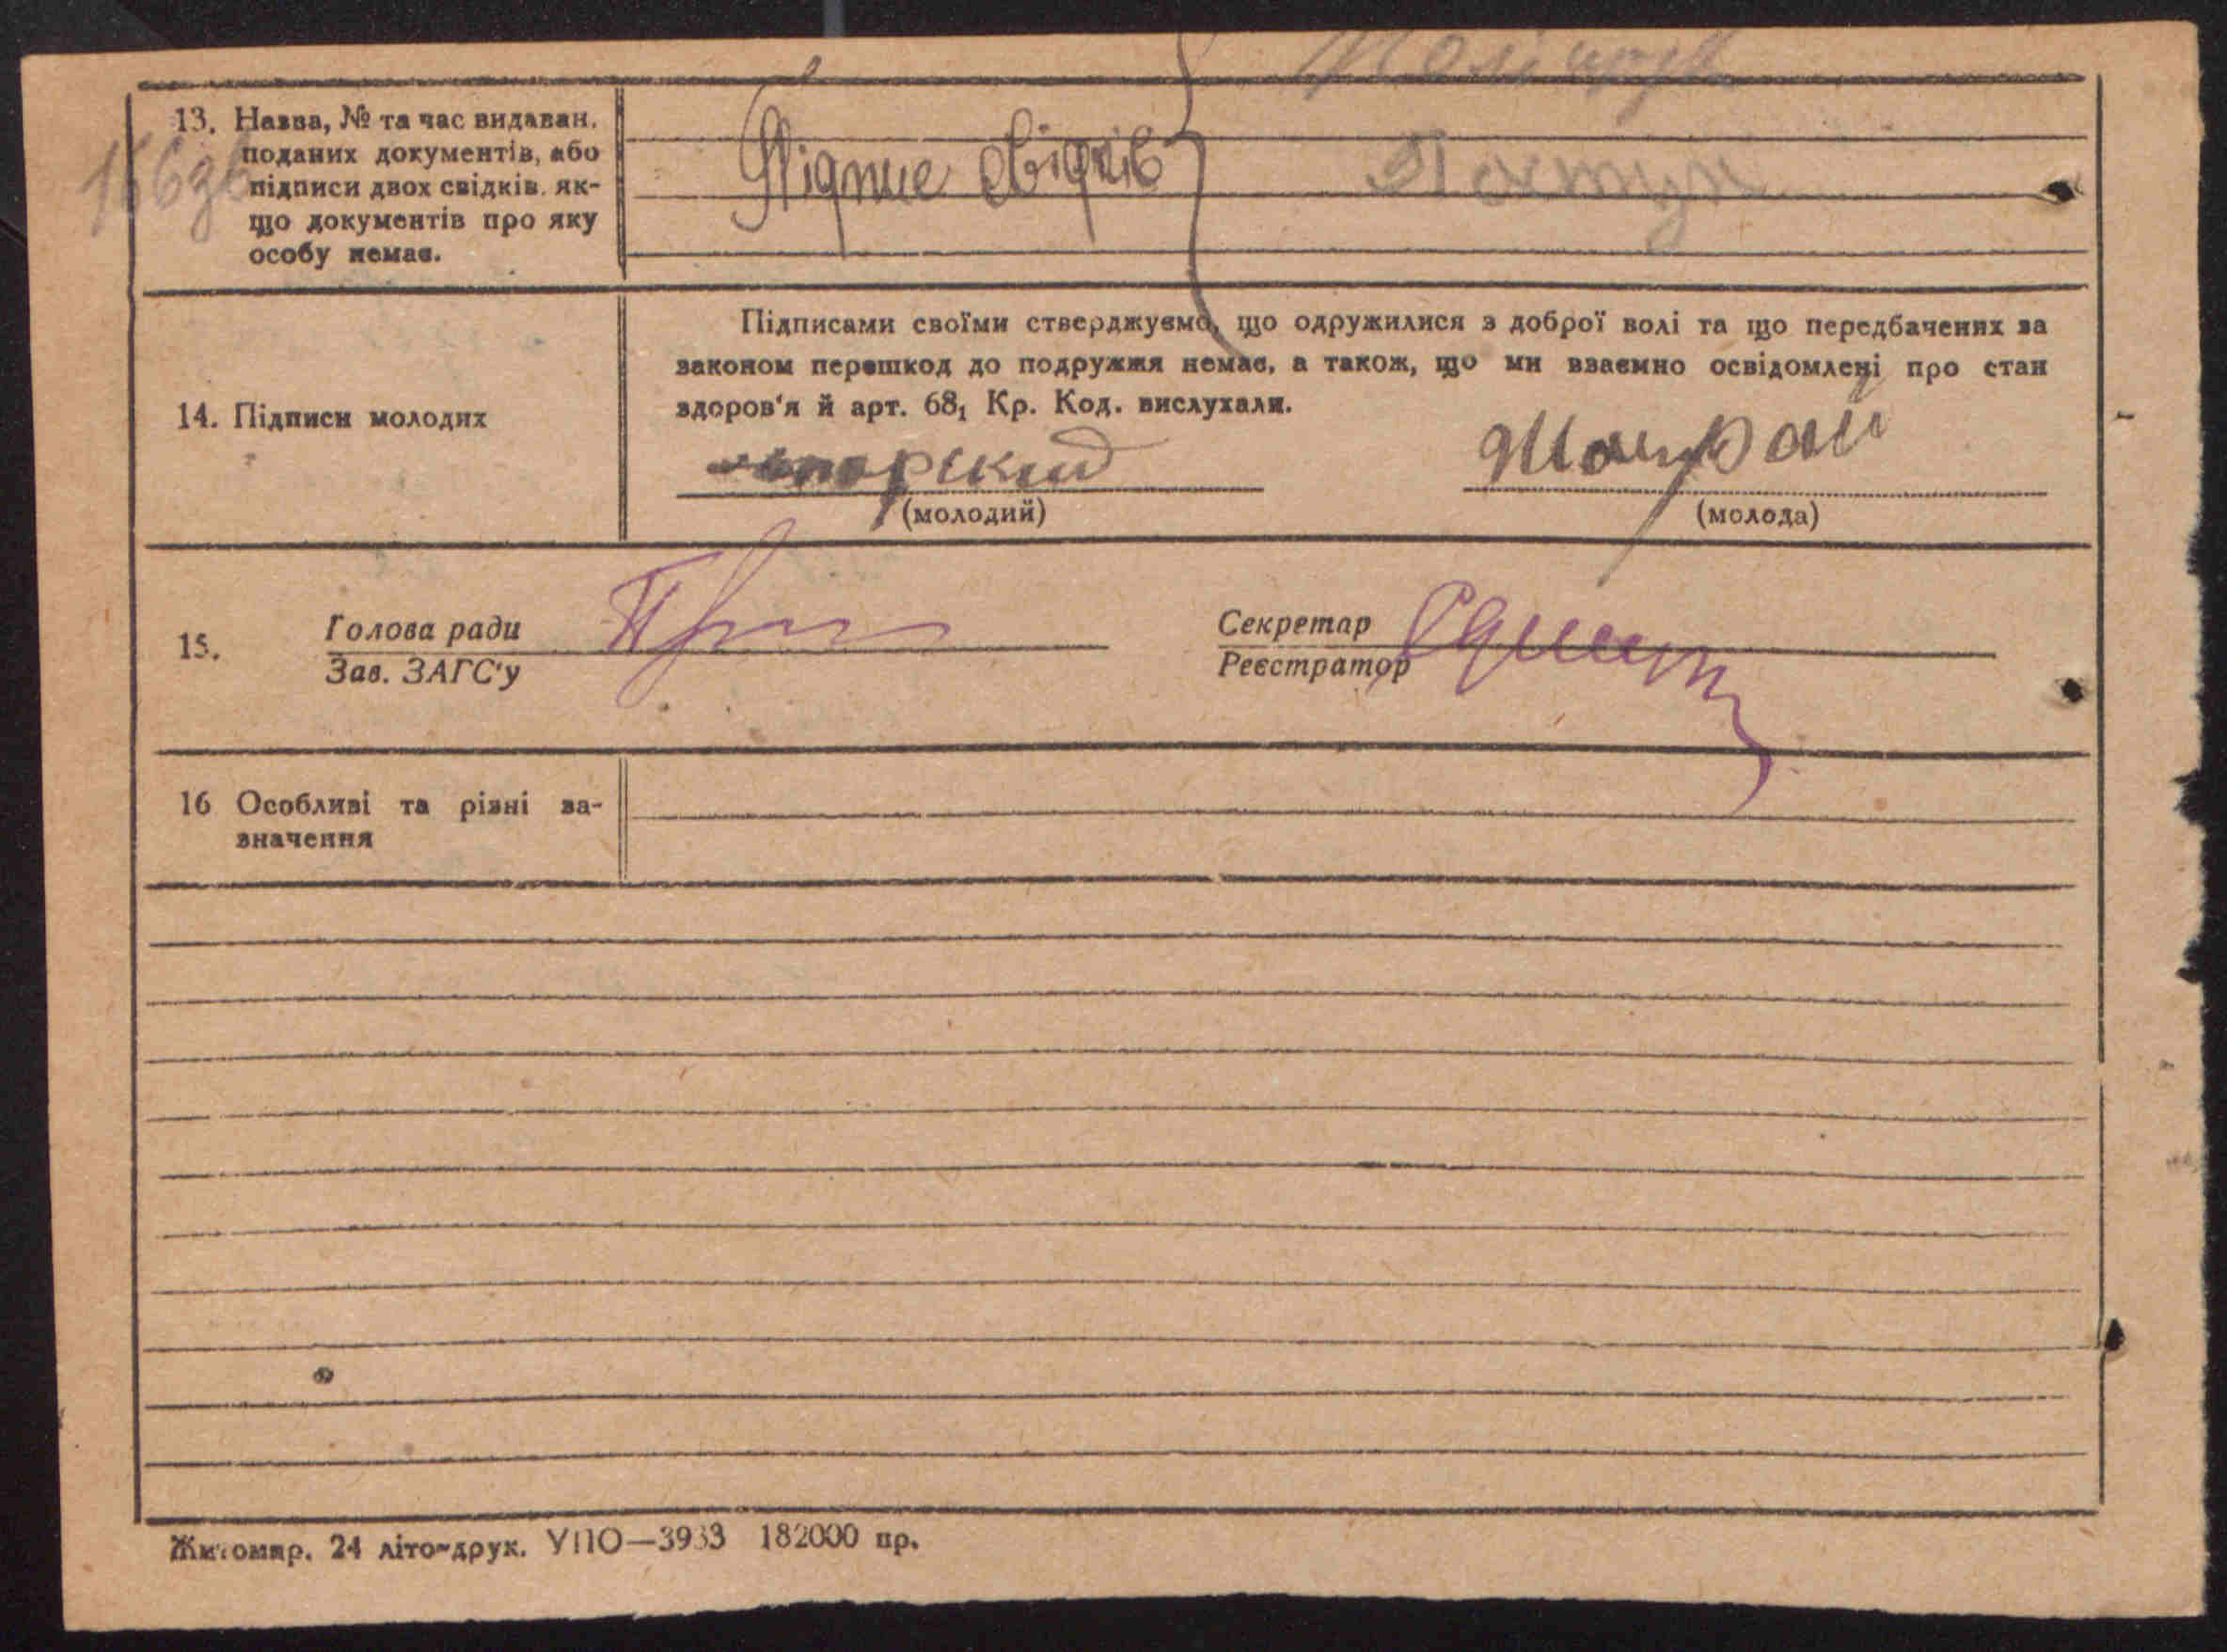 13. Назва, № та час видаван.
поданих документів, або
підписи двох свідків, як-
що документів про яку
особу немає.
166зв
Підпис свідків
14. Підписи молодих
Підписами своїми стверджуємо, що одружилися з доброї волі та що передбачених за
законом перешкод до подружжя немає, а також, що ми взаємно освідомлені про стан
здоров'я й арт. 68₁ Кр. Код. вислухали.
(молодий)
(молода)
15.
Голова ради
Зав. ЗАГС'у
Секретар
Реєстратор
16 Особливі та різні за-
значення
Житомир. 24 літо-друк. УПО—3933 182000 пр.